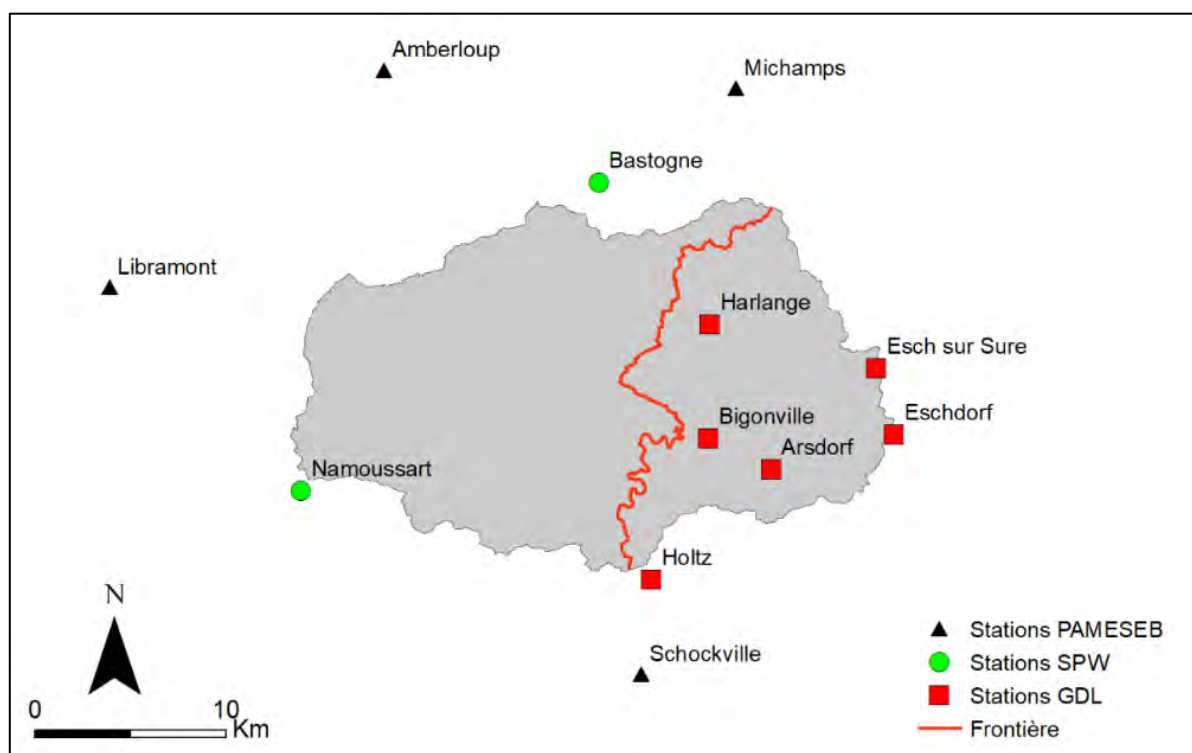 Amberloup
Michamps
Bastogne
Libramont
Harlange
Esch sur Sure
Bigonville
Eschdorf
Arsdorf
Namoussart
Holtz
N
Schockville
Stations PAMESEB
Stations SPW
Stations GDL
Frontière
0 10
Km